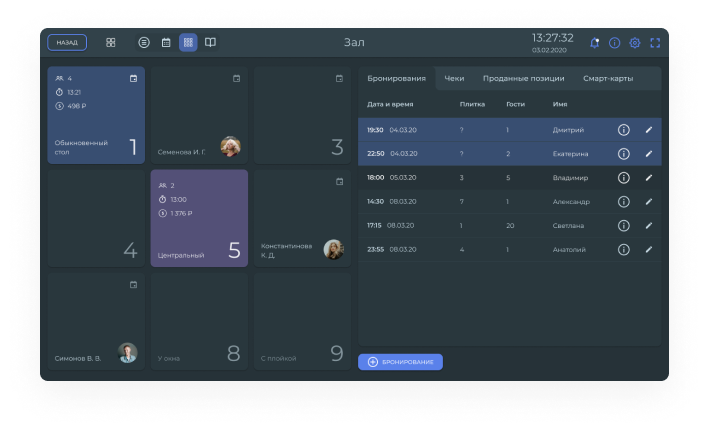 НАЗАД
Зал
13:27:32
03.02.2020
4
13:21
498 ₽
Обыкновенный
стол
1
Семенова И. Г.
3
4
2
13:00
1 376 ₽
Центральный
5
Константинова
К. Д.
Симонов В. В.
У окна
8
С плойкой
9
Бронирования Чеки Проданные позиции Смарт-карты
Дата и время Плитка Гости Имя
19:30 04.03.20 ? 1 Дмитрий
22:50 04.03.20 ? 2 Екатерина
18:00 05.03.20 3 5 Владимир
14:30 08.03.20 7 1 Александр
17:15 08.03.20 1 20 Светлана
23:55 08.03.20 4 1 Анатолий
БРОНИРОВАНИЕ